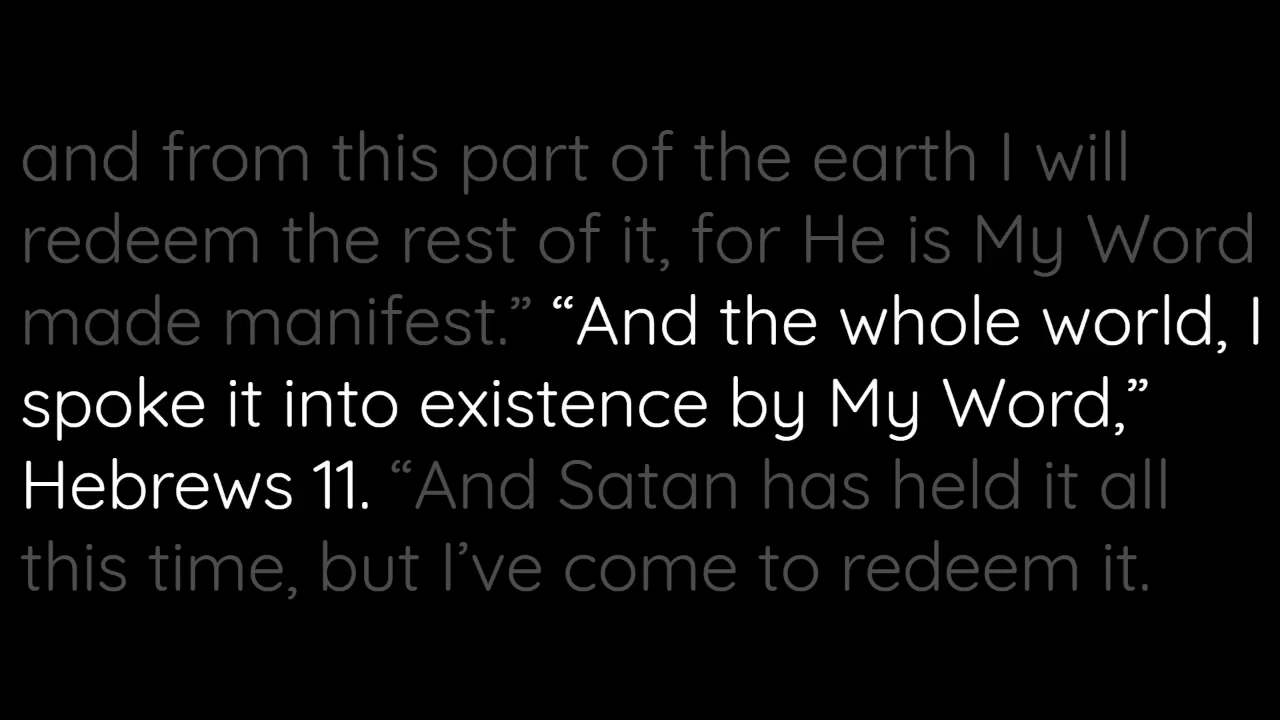 and from this part of the earth I will
redeem the rest of it, for He is My Word
made manifest.” “And the whole world, I
spoke it into existence by My Word,”
Hebrews 11. “And Satan has held it all
this time, but I’ve come to redeem it.